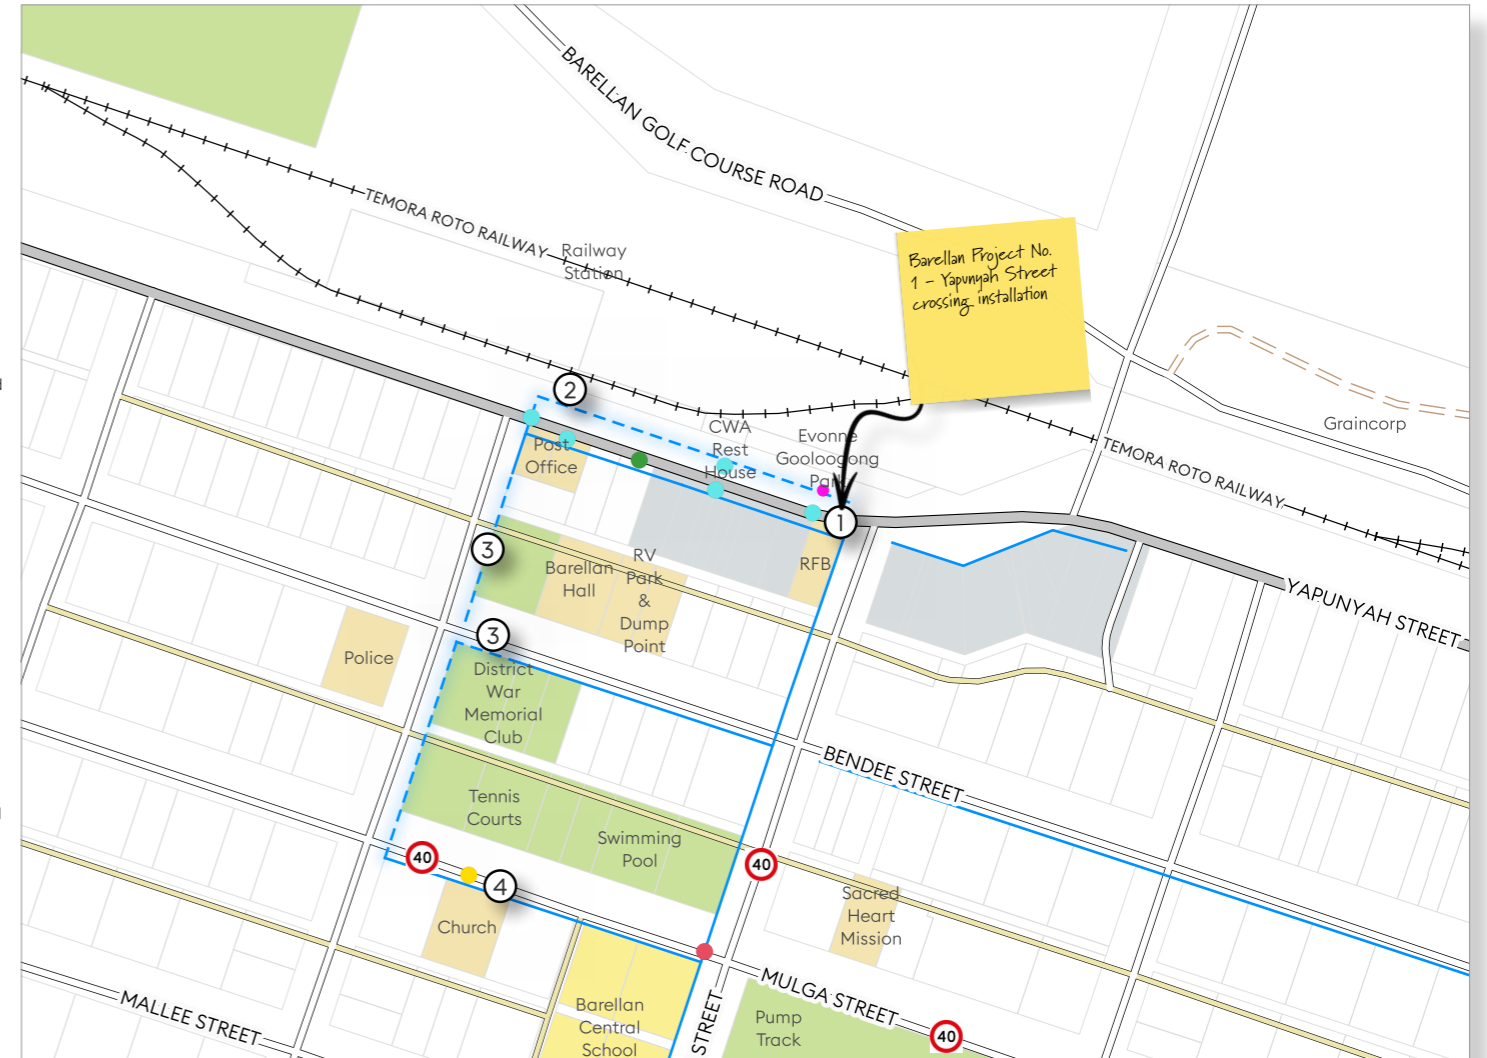 BARELLAN GOLF COURSE ROAD
TEMORA ROTO RAILWAY
Railway
Station
Barellan Project No.
1 – Yapunyah Street
crossing installation
2
CWA
Rest
House
Evonne
Gooloogong
Park
Graincorp
TEMORA ROTO RAILWAY
Post
Office
1
3
Barellan
Hall
RV
Park
&
Dump
Point
RFB
YAPUNYAH STREET
3
Police
District
War
Memorial
Club
BENDEE STREET
Tennis
Courts
Swimming
Pool
40
40
4
Church
Sacred
Heart
Mission
MULGA STREET
MALLEE STREET
Barellan
Central
School
STREET
Pump
Track
40